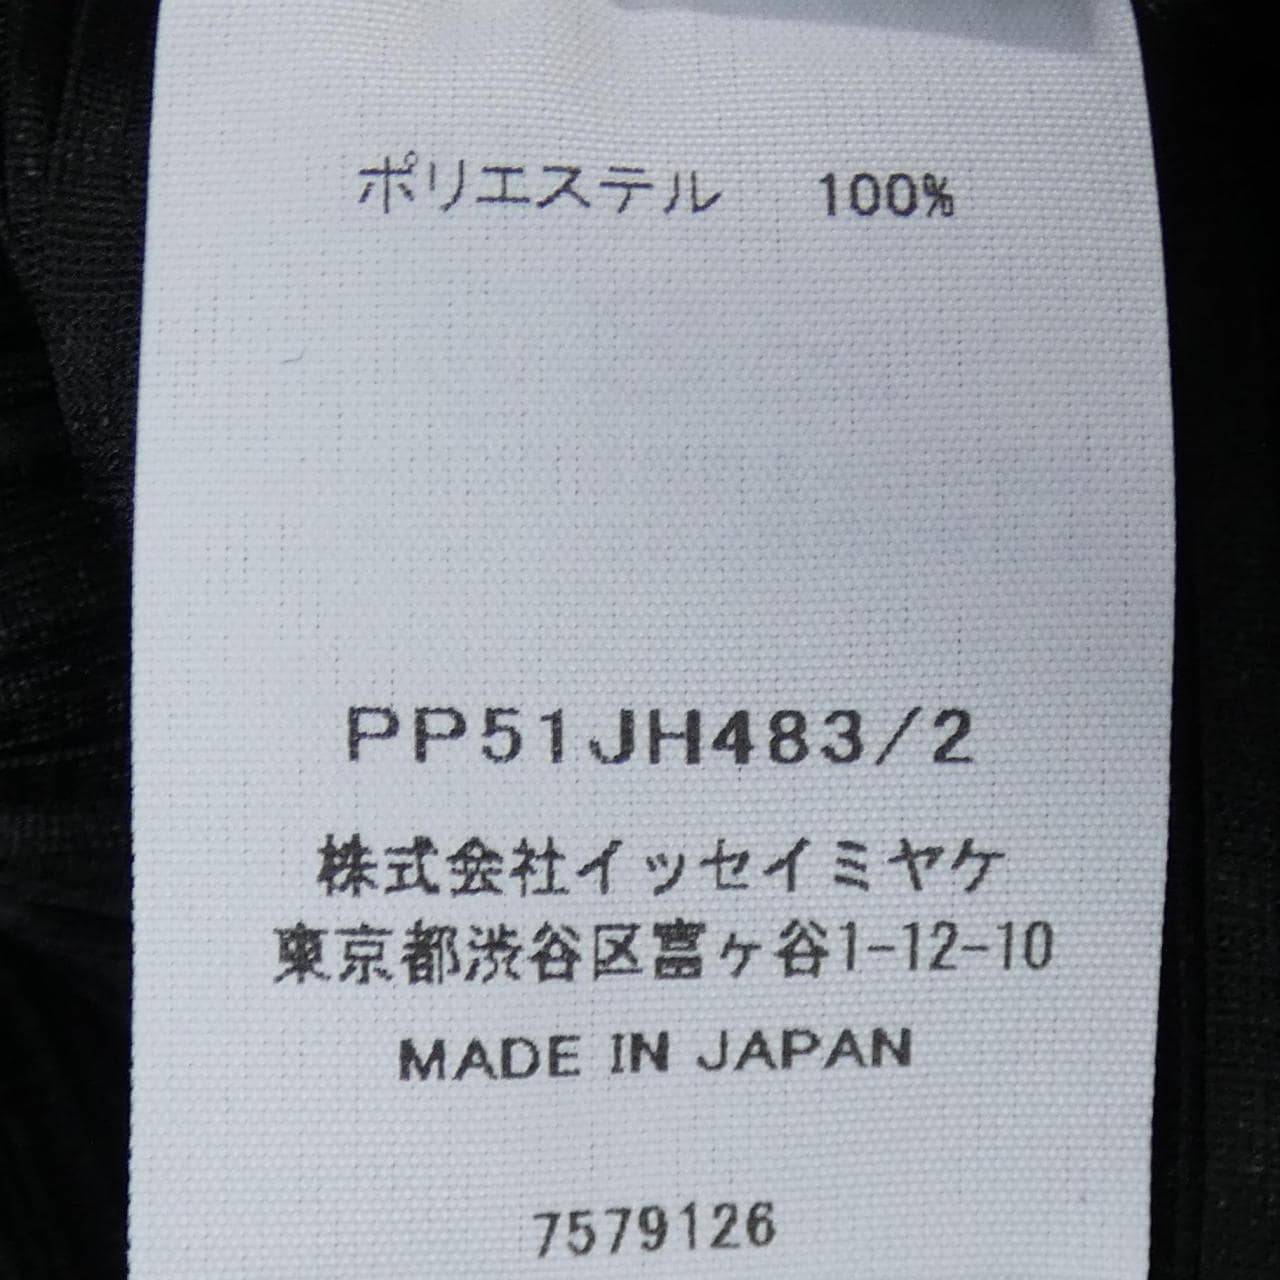 ポリエステル 100%
PP51JH483/2
株式会社イッセイミヤケ
東京都渋谷区富ヶ谷1-12-10
MADE IN JAPAN
7579126